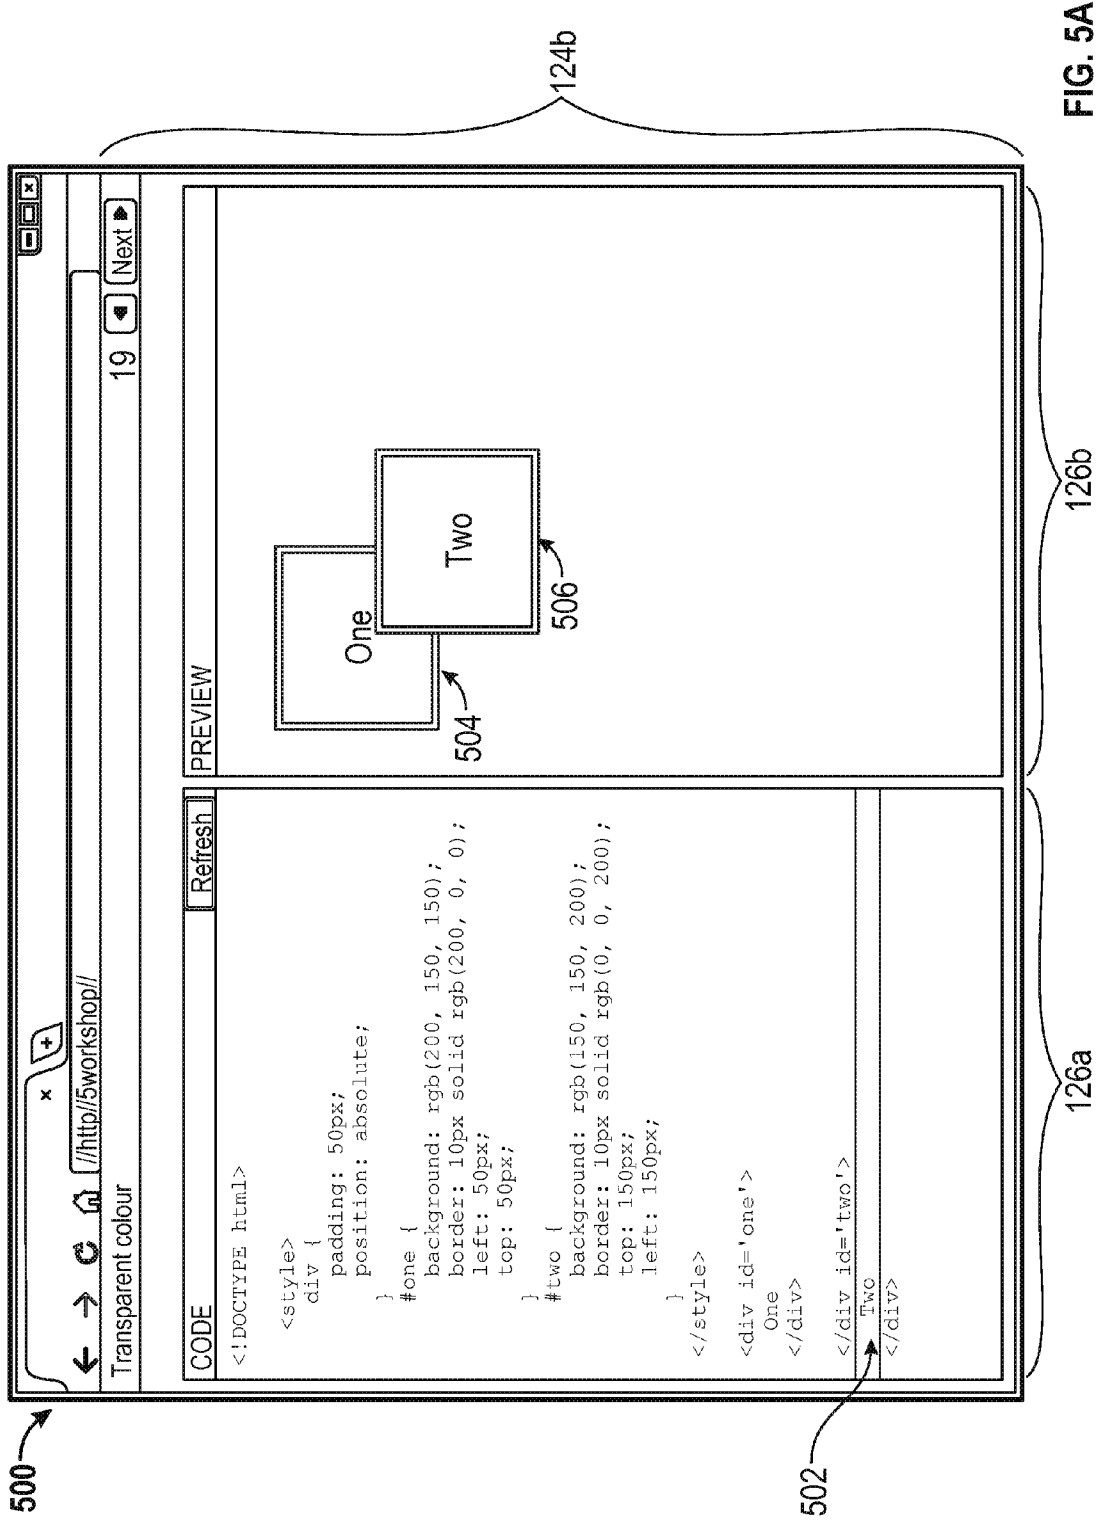 500
×
+
//http//5workshop//
Transparent colour
19
Next
CODE
Refresh
<!DOCTYPE html>
<style>
div {
padding: 50px;
position: absolute;
}
#one {
background: rgb(200, 150, 150);
border: 10px solid rgb(200, 0, 0);
left: 50px;
top: 50px;
}
#two {
background: rgb(150, 150, 200);
border: 10px solid rgb(0, 0, 200);
top: 150px;
left: 150px;
}
</style>
<div id='one'>
One
</div>
</div id='two'>
Two
</div>
502
PREVIEW
One
Two
504
506
124b
126a
126b
FIG. 5A